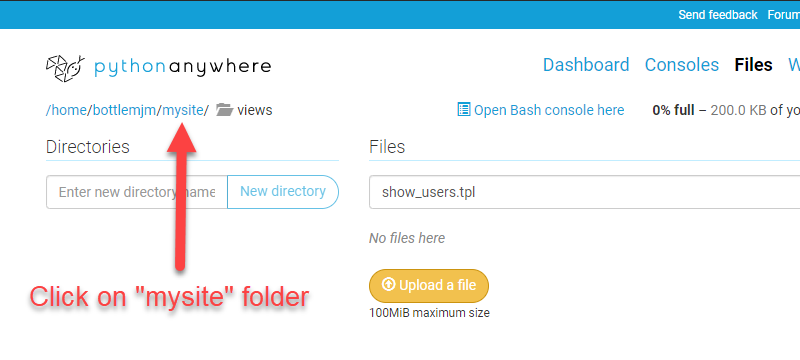 Send feedback Forum
pythonanywhere
Dashboard Consoles Files W
/home/bottlemjm/mysite/ views
Open Bash console here 0% full – 200.0 KB of yo
Directories Files
Enter new directory name New directory show_users.tpl
No files here
Upload a file
Click on "mysite" folder
100MiB maximum size